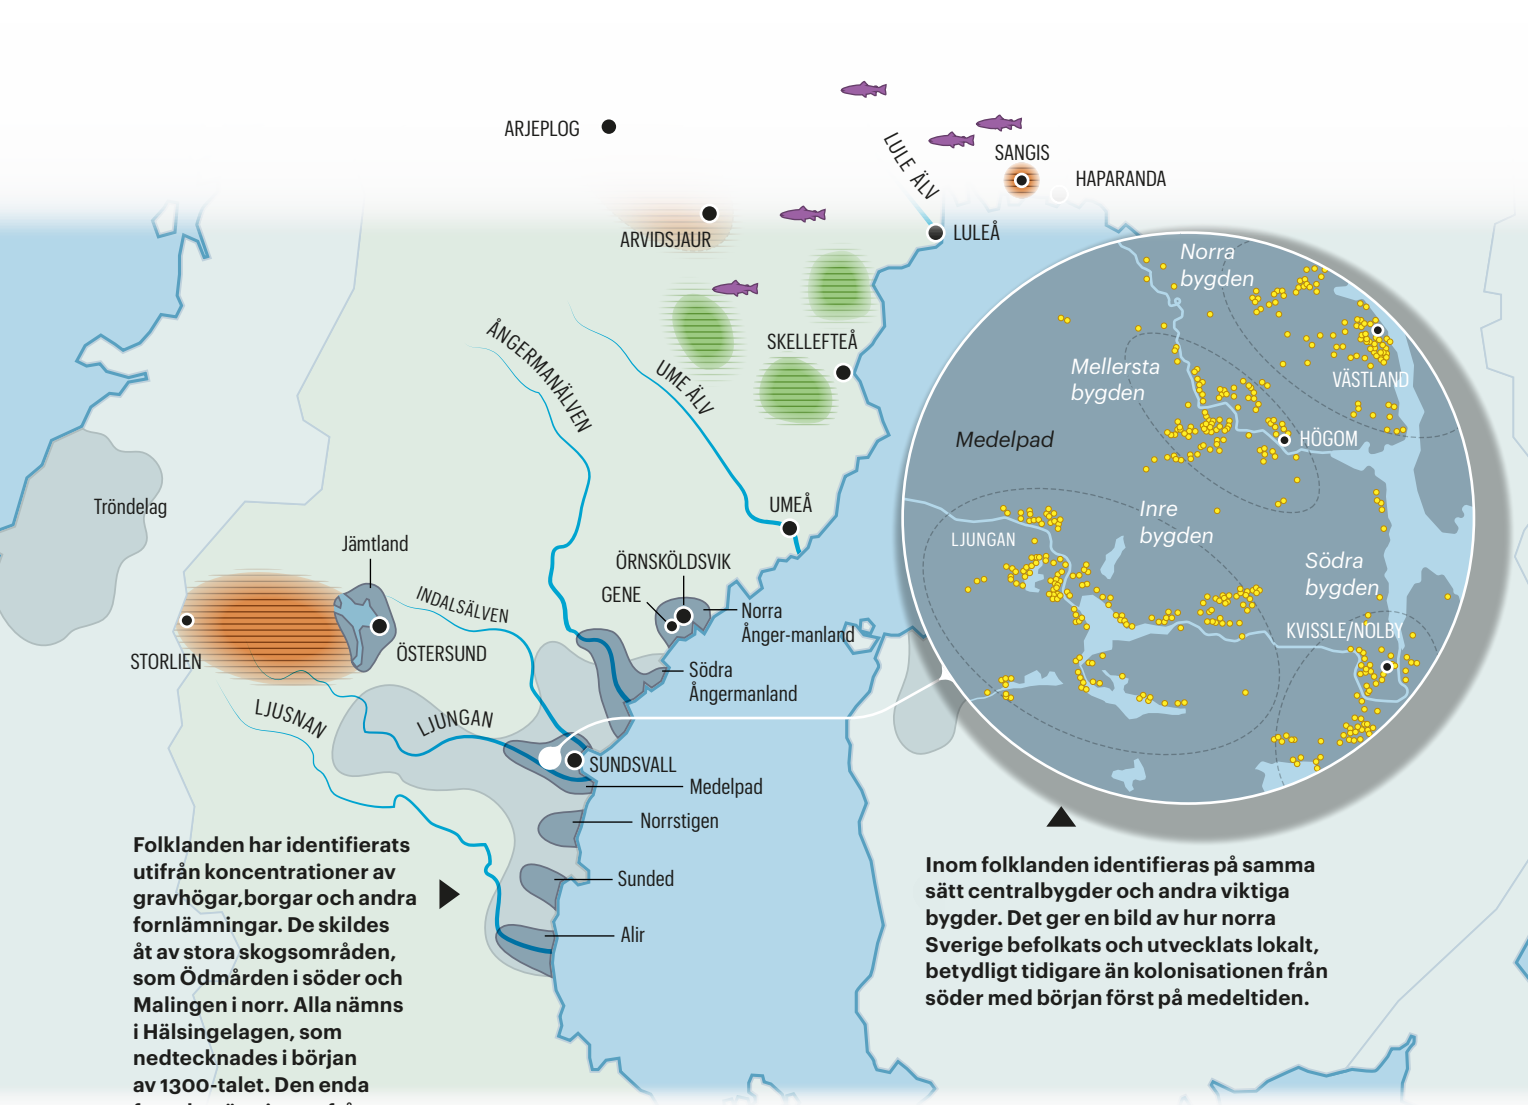 ARJEPLOG
LULE ÄLV
SANGIS
HAPARANDA
ARVIDSJAUR
LULEÅ
Norra
bygden
ÅNGERMANÄLVEN
SKELLEFTEÅ
UME ÄLV
Mellersta
bygden
VÄSTLAND
Medelpad
HÖGOM
Tröndelag
UMEÅ
Inre
bygden
LJUNGAN
Jämtland
ÖRNSKÖLDSVIK
Södra
bygden
GENE
INDALSÄLVEN
Norra
Ånger-manland
KVISSLE/NOLBY
STORLIEN
ÖSTERSUND
Södra
Ångermanland
LJUSNAN
LJUNGAN
SUNDSVALL
Medelpad
Norrstigen
Sunded
Alir
Folklanden har identifierats
utifrån koncentrationer av
gravhögar,borgar och andra
fornlämningar. De skildes
åt av stora skogsområden,
som Ödmården i söder och
Malingen i norr. Alla nämns
i Hälsingelagen, som
nedtecknades i början
av 1300-talet. Den enda
Inom folklanden identifieras på samma
sätt centralbygder och andra viktiga
bygder. Det ger en bild av hur norra
Sverige befolkats och utvecklats lokalt,
betydligt tidigare än kolonisationen från
söder med början först på medeltiden.